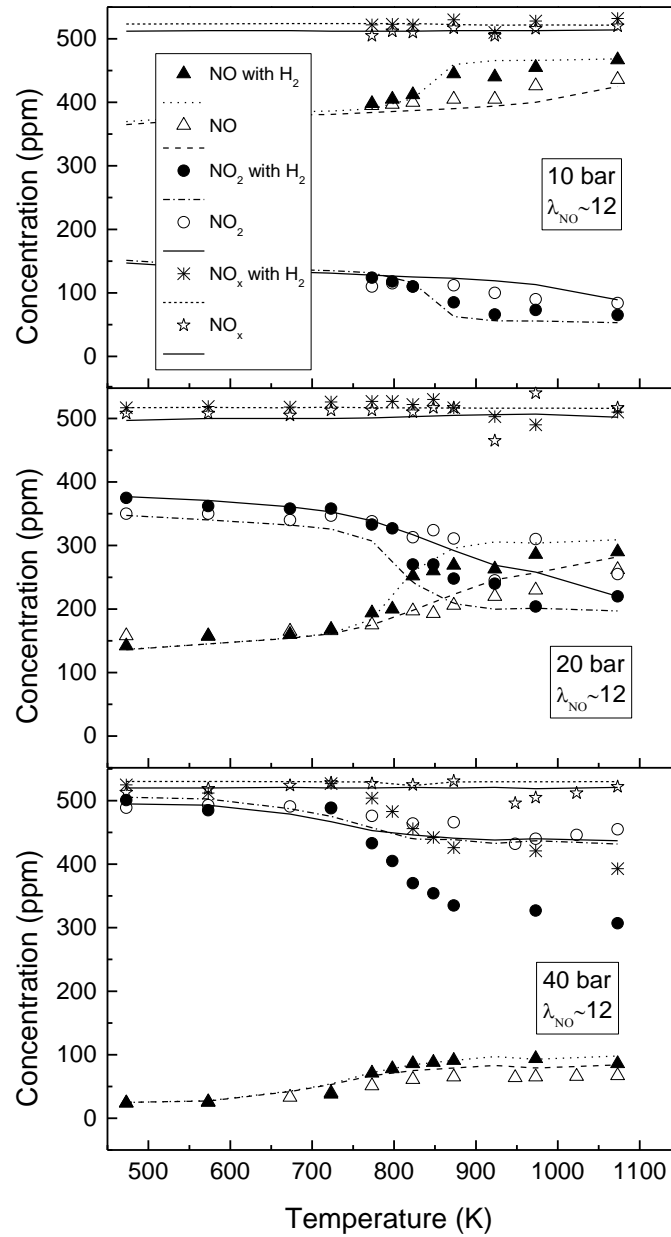 500
400
300
200
100
0
Concentration (ppm)
NO with H₂
NO
NO₂ with H₂
NO₂
NOₓ with H₂
NOₓ
10 bar
λNO~12
500
400
300
200
100
0
Concentration (ppm)
20 bar
λNO~12
500
400
300
200
100
0
Concentration (ppm)
40 bar
λNO~12
500 600 700 800 900 1000 1100
Temperature (K)